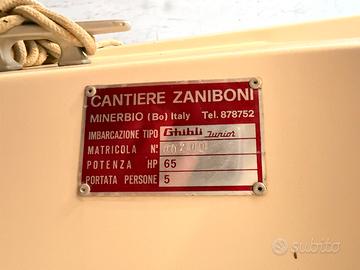 CANTIERE ZANIBONI
MINERBIO (Bo) Italy Tel. 878752
IMBARCAZIONE TIPO Ghibli Junior
MATRICOLA N.
POTENZA HP 65
PORTATA PERSONE 5
subito